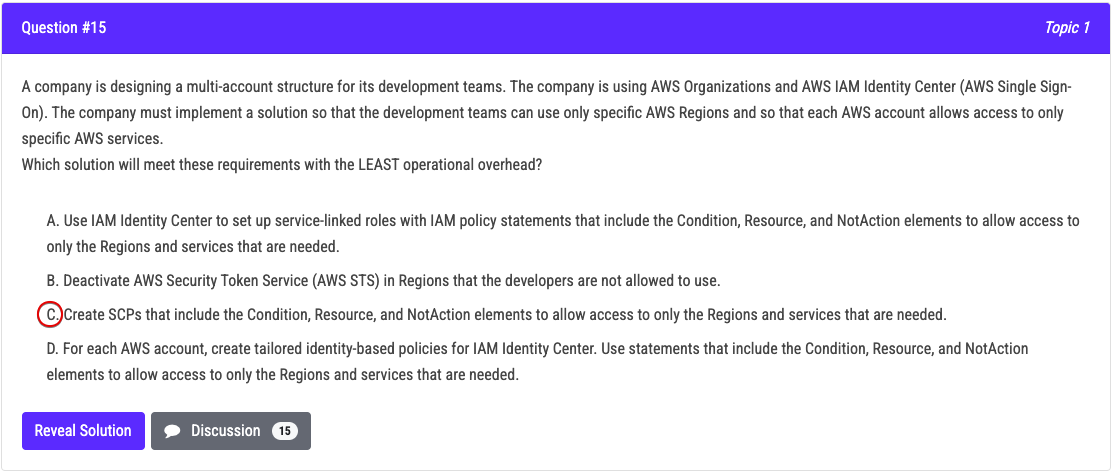 Question #15
Topic 1
A company is designing a multi-account structure for its development teams. The company is using AWS Organizations and AWS IAM Identity Center (AWS Single Sign-
On). The company must implement a solution so that the development teams can use only specific AWS Regions and so that each AWS account allows access to only
specific AWS services.
Which solution will meet these requirements with the LEAST operational overhead?
A. Use IAM Identity Center to set up service-linked roles with IAM policy statements that include the Condition, Resource, and NotAction elements to allow access to
only the Regions and services that are needed.
B. Deactivate AWS Security Token Service (AWS STS) in Regions that the developers are not allowed to use.
C. Create SCPs that include the Condition, Resource, and NotAction elements to allow access to only the Regions and services that are needed.
D. For each AWS account, create tailored identity-based policies for IAM Identity Center. Use statements that include the Condition, Resource, and NotAction
elements to allow access to only the Regions and services that are needed.
Reveal Solution
Discussion 15